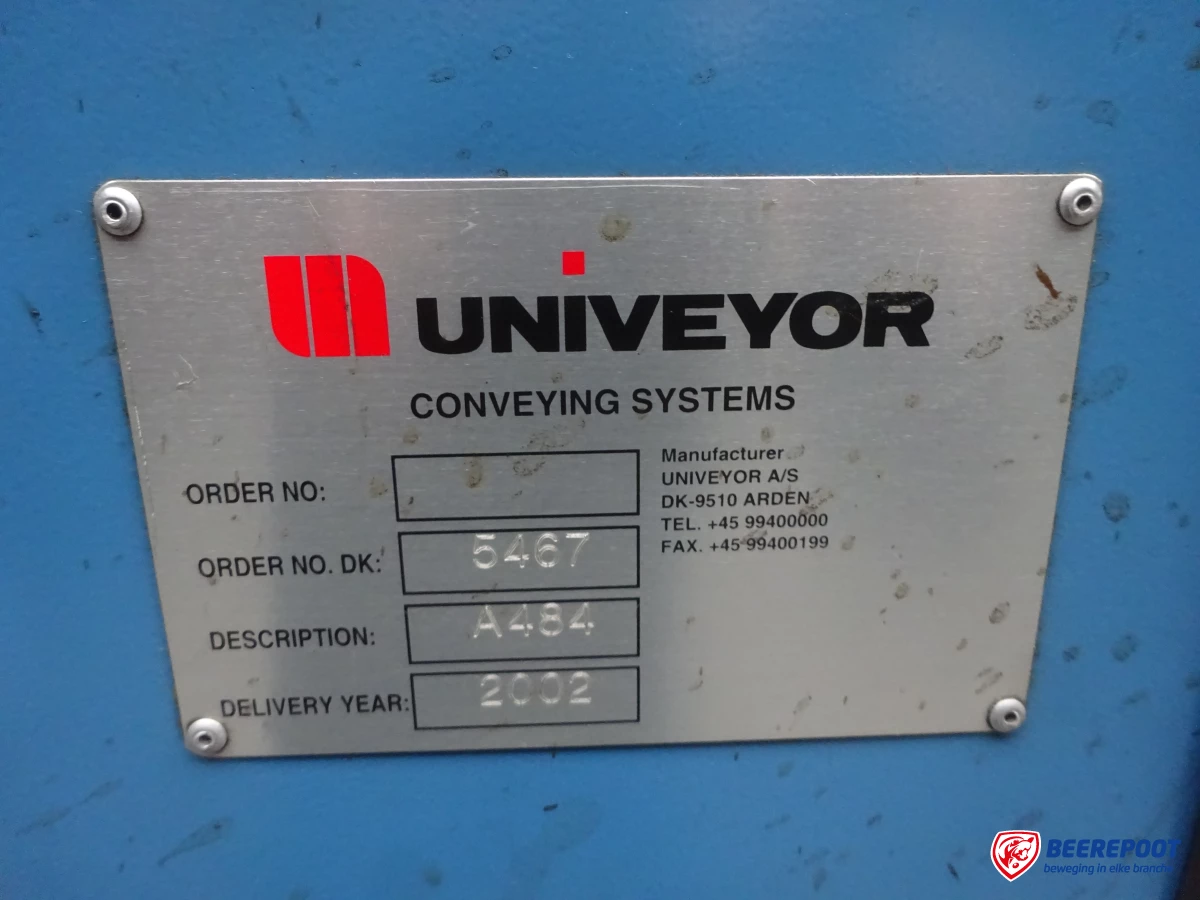 UNIVEYOR
CONVEYING SYSTEMS
ORDER NO:
ORDER NO. DK: 5467
DESCRIPTION: A484
DELIVERY YEAR: 2002
Manufacturer
UNIVEYOR A/S
DK-9510 ARDEN
TEL. +45 99400000
FAX. +45 99400199
BEEREPOOT
beweging in elke branche